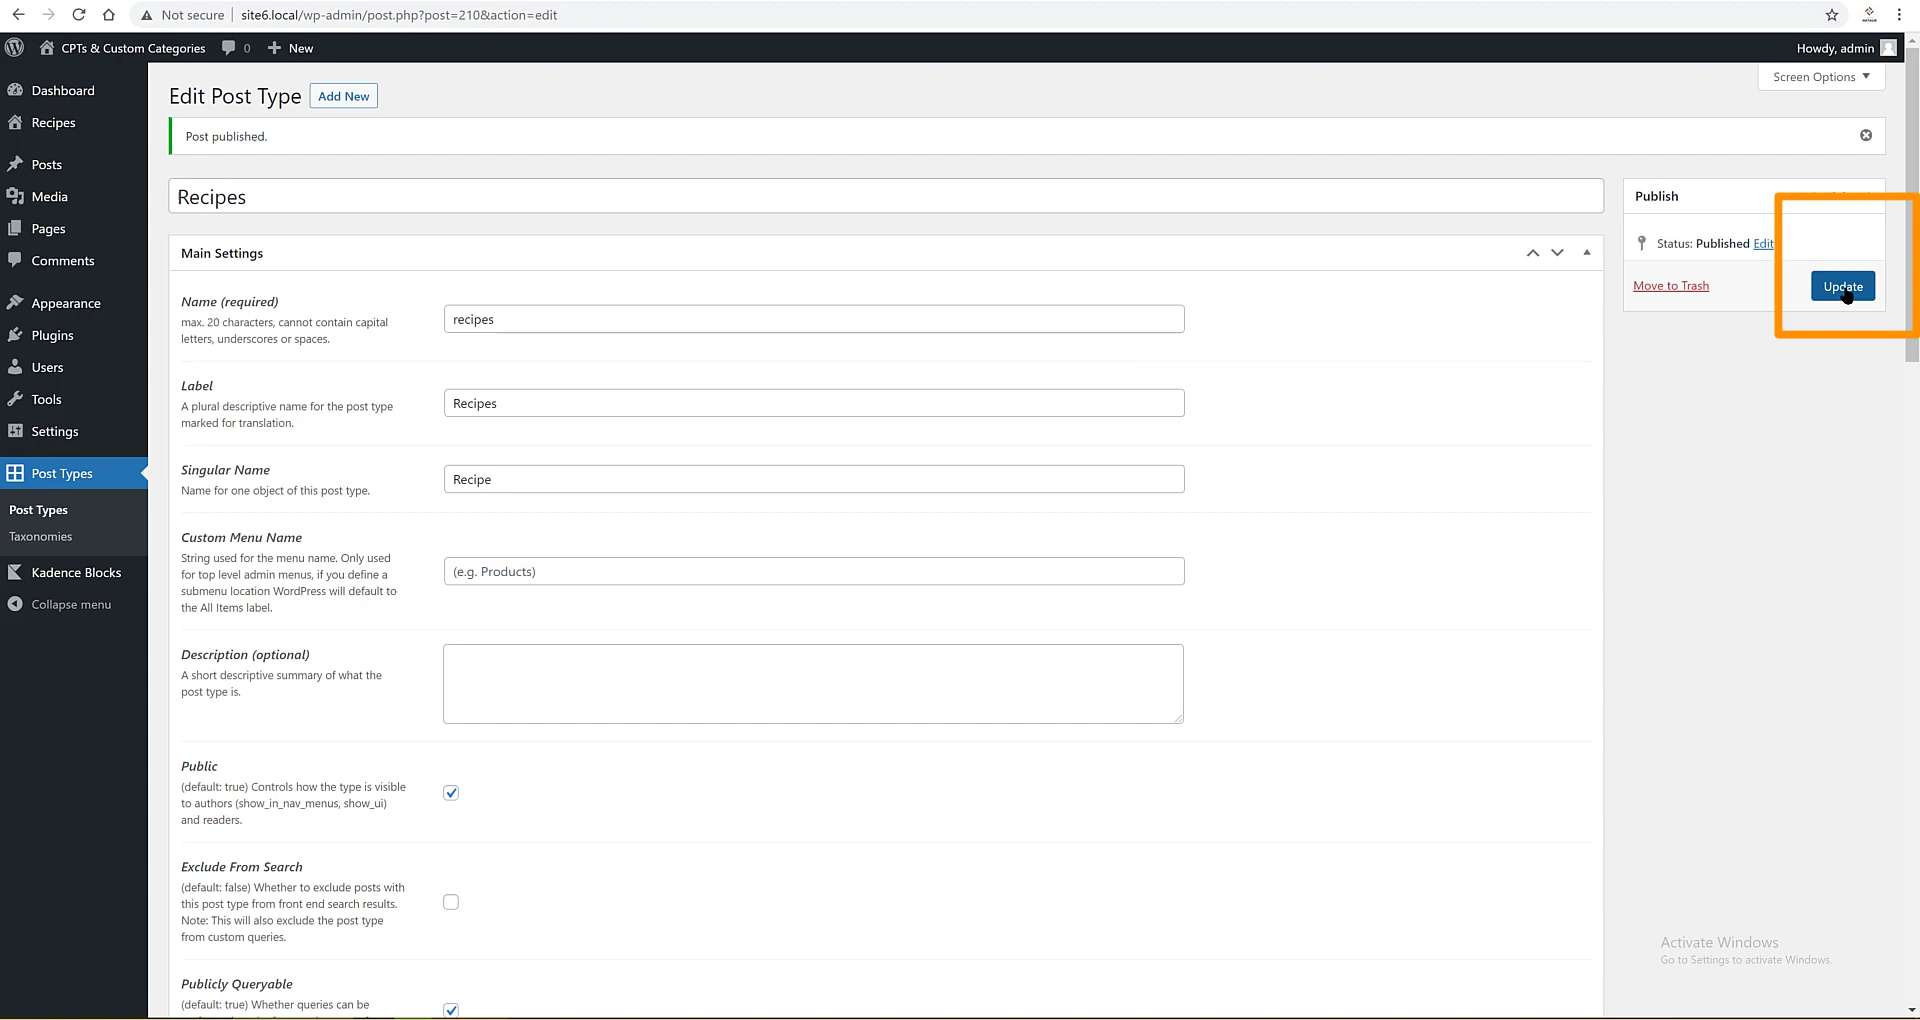 Not secure
site6.local/wp-admin/post.php?post=210&action=edit
CPTs & Custom Categories
0
New
Howdy, admin
Screen Options
Dashboard
Recipes
Posts
Media
Pages
Comments
Appearance
Plugins
Users
Tools
Settings
Post Types
Post Types
Taxonomies
Kadence Blocks
Collapse menu
Edit Post Type
Add New
Post published.
Recipes
Main Settings
Name (required)
max. 20 characters, cannot contain capital
letters, underscores or spaces.
recipes
Label
A plural descriptive name for the post type
marked for translation.
Recipes
Singular Name
Name for one object of this post type.
Recipe
Custom Menu Name
String used for the menu name. Only used
for top level admin menus, if you define a
submenu location WordPress will default to
the All Items label.
(e.g. Products)
Description (optional)
A short descriptive summary of what the
post type is.
Public
(default: true) Controls how the type is visible
to authors (show_in_nav_menus, show_ui)
and readers.
Exclude From Search
(default: false) Whether to exclude posts with
this post type from front end search results.
Note: This will also exclude the post type
from custom queries.
Publicly Queryable
(default: true) Whether queries can be
Publish
Status: Published Edit
Move to Trash
Update
Activate Windows
Go to Settings to activate Windows.